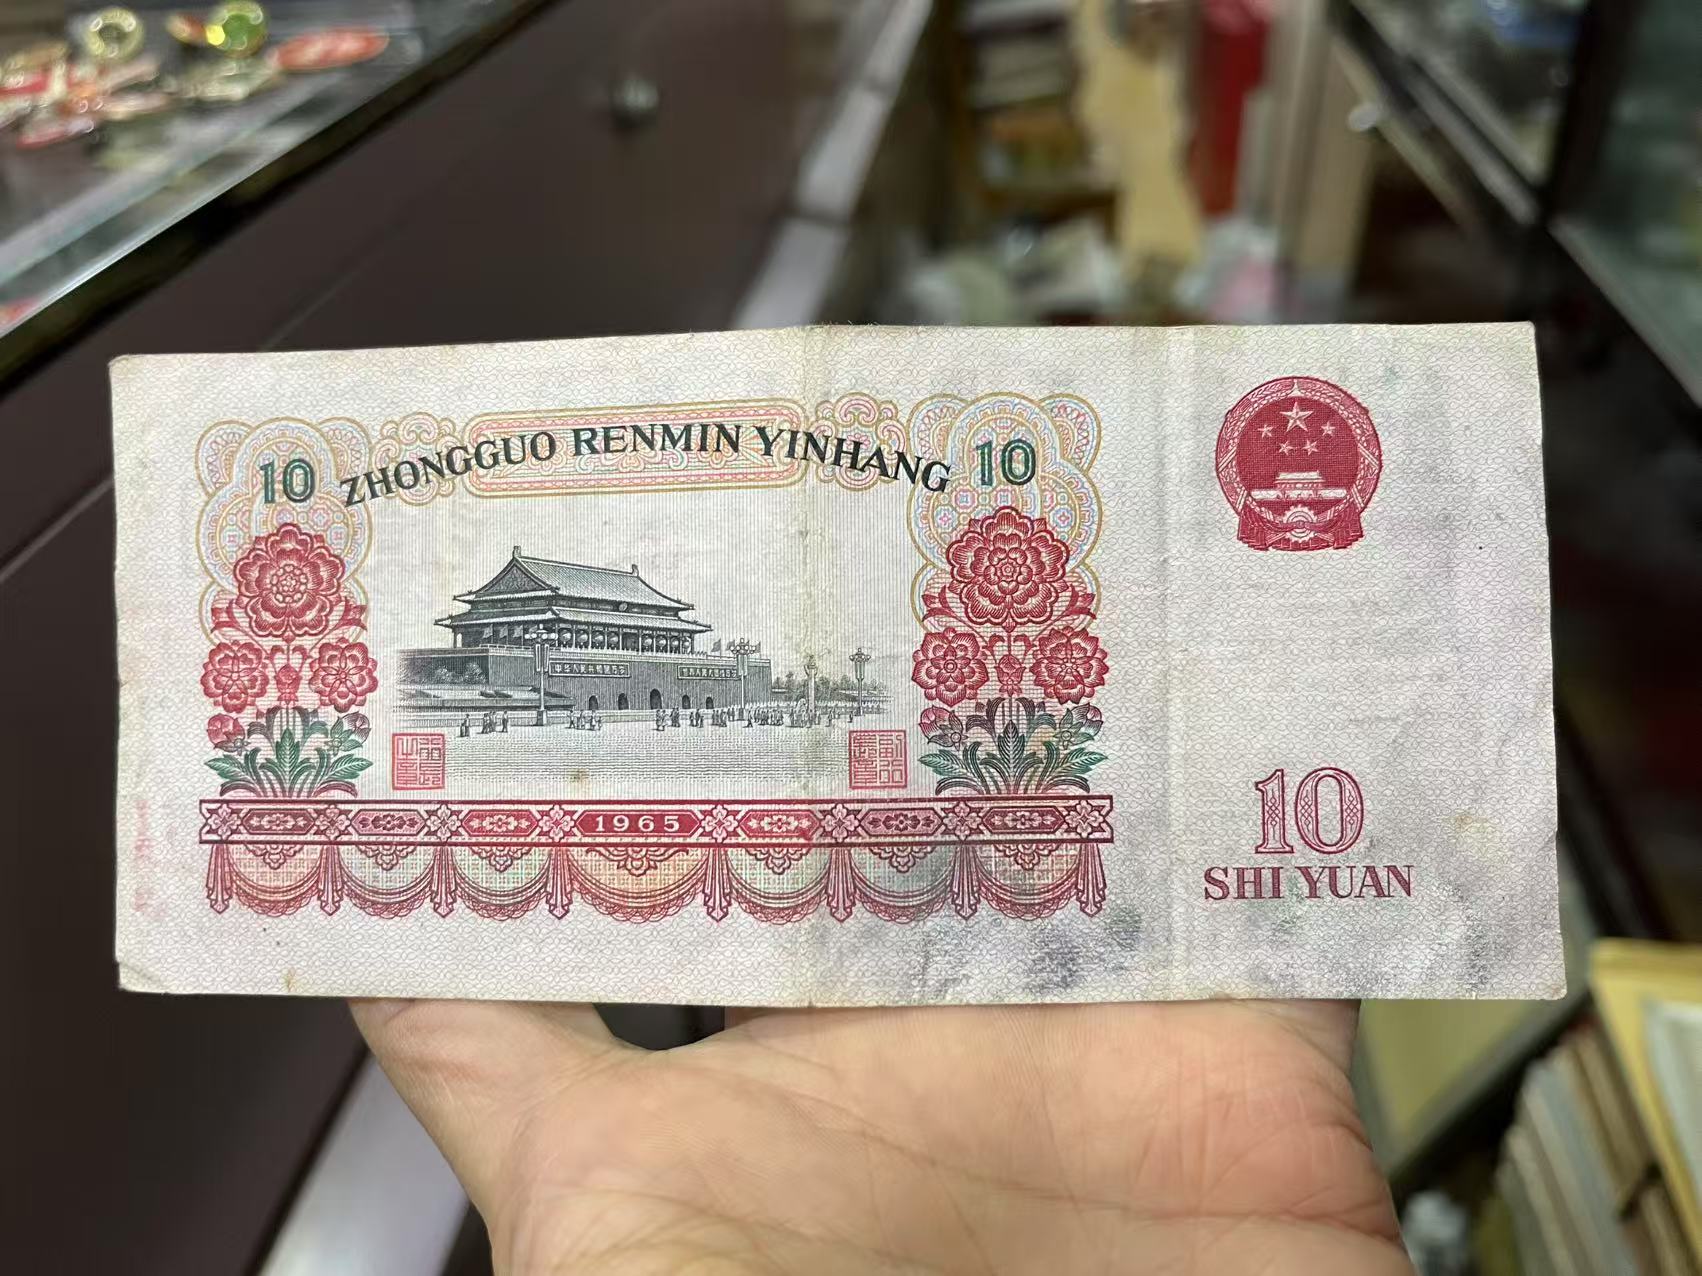 10 ZHONGGUO RENMIN YINHANG 10
1965
10
SHI YUAN